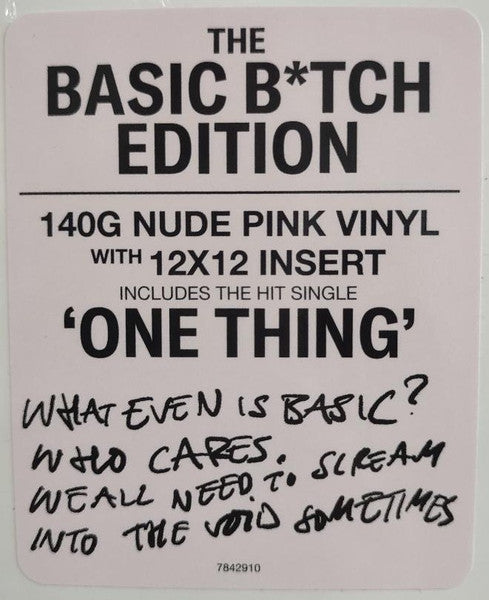 THE
BASIC B*TCH
EDITION
140G NUDE PINK VINYL
WITH 12X12 INSERT
INCLUDES THE HIT SINGLE
'ONE THING'
WHAT EVEN IS BASIC?
WHO CARES.
WE ALL NEED TO SCREAM
INTO THE VOID SOMETIMES
7842910